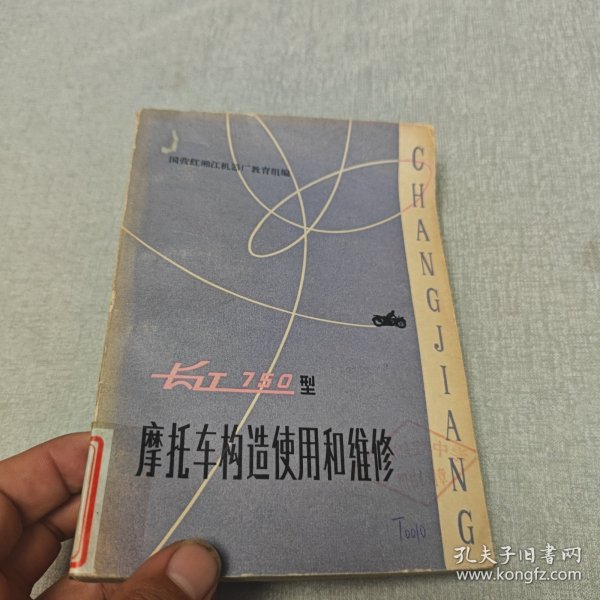 国营红湘江机器厂教育组编
CHANGJIANG
长江750型
摩托车构造使用和维修
T0010
孔夫子旧书网
www.kongfz.com